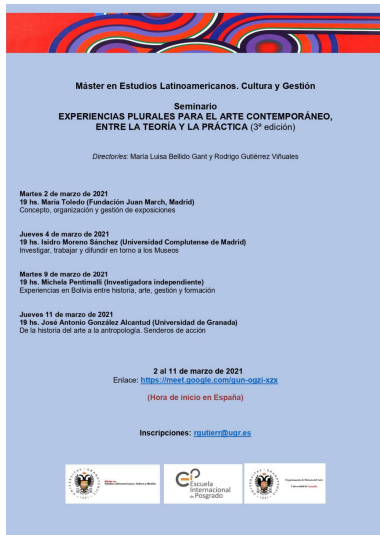 Máster en Estudios Latinoamericanos. Cultura y Gestión
Seminario
EXPERIENCIAS PLURALES PARA EL ARTE CONTEMPORÁNEO,
ENTRE LA TEORÍA Y LA PRÁCTICA (3ª edición)
Director/es: María Luisa Bellido Gant y Rodrigo Gutiérrez Viñuales
Martes 2 de marzo de 2021
19 hs. María Toledo (Fundación Juan March, Madrid)
Concepto, organización y gestión de exposiciones
Jueves 4 de marzo de 2021
19 hs. Isidro Moreno Sánchez (Universidad Complutense de Madrid)
Investigar, trabajar y difundir en torno a los Museos
Martes 9 de marzo de 2021
19 hs. Michela Pentimalli (Investigadora independiente)
Experiencias en Bolivia entre historia, arte, gestión y formación
Jueves 11 de marzo de 2021
19 hs. José Antonio González Alcantud (Universidad de Granada)
De la historia del arte a la antropología. Senderos de acción
2 al 11 de marzo de 2021
Enlace: https://meet.google.com/gun-ogzi-xzx
(Hora de inicio en España)
Inscripciones: rgutierr@ugr.es
Escuela
Internacional
de Posgrado